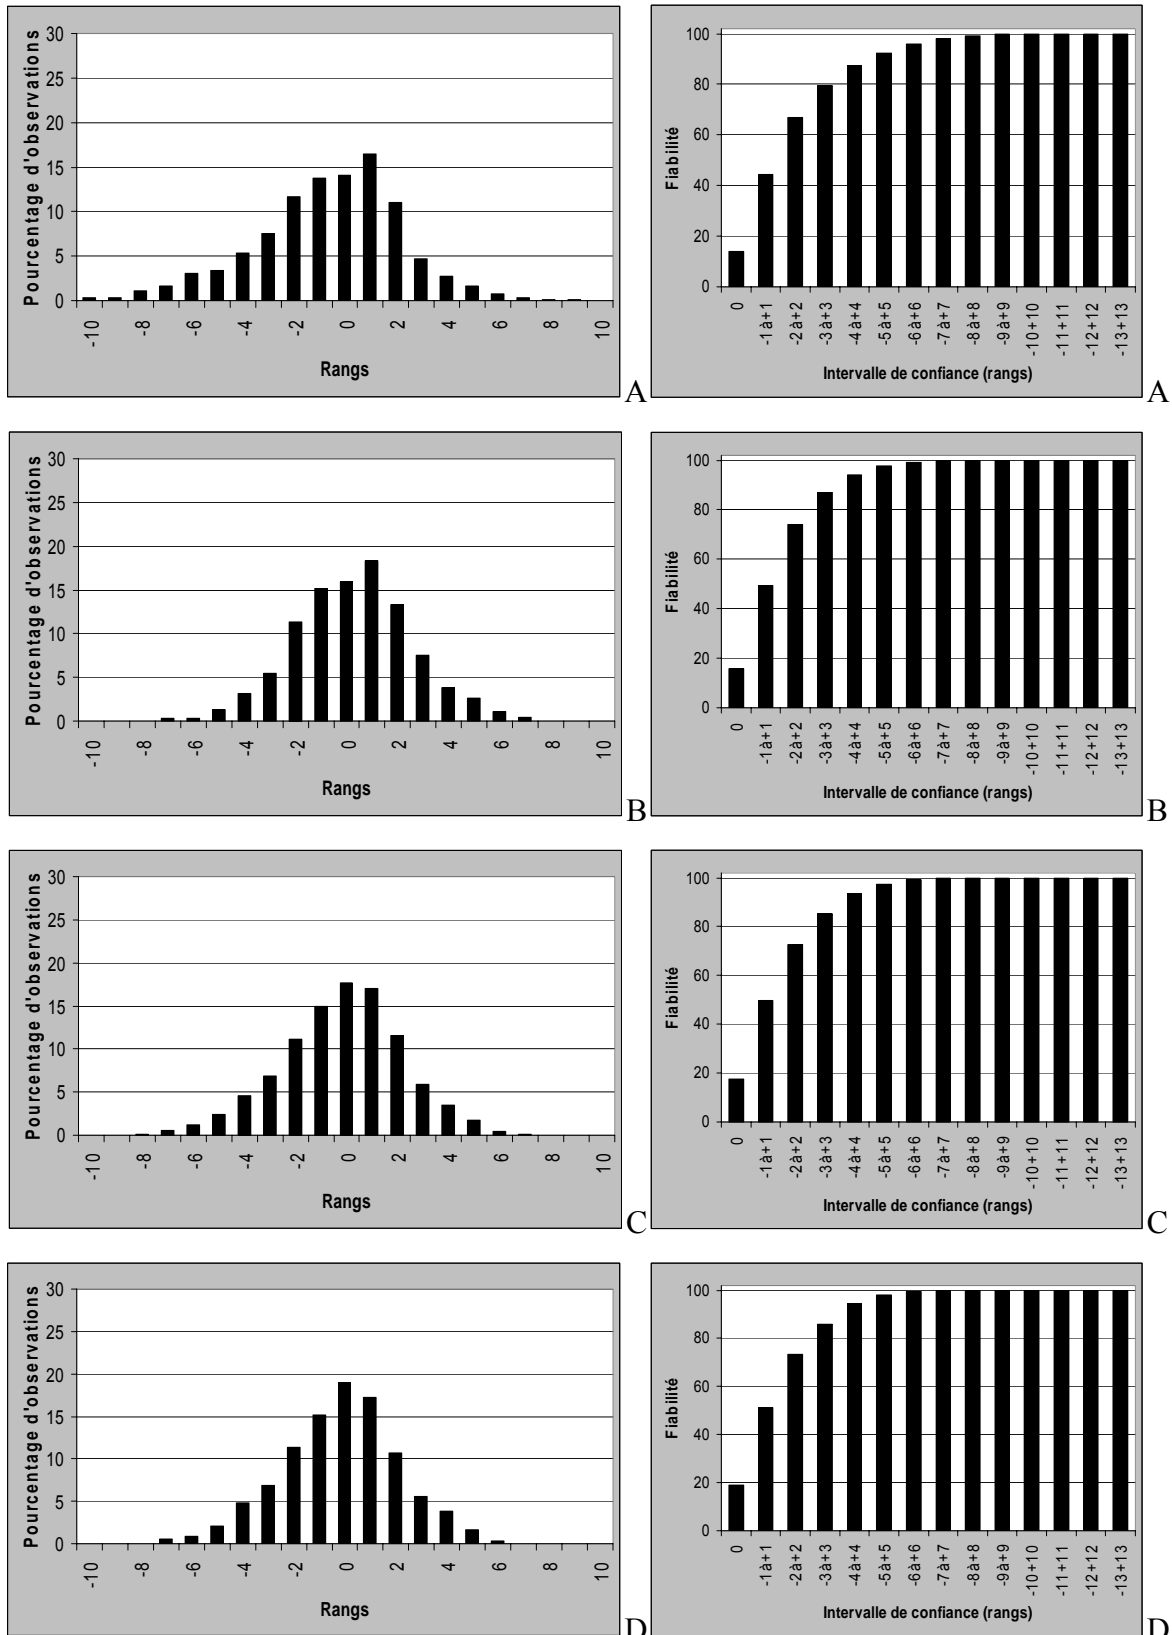 Pourcentage d'observations
30
25
20
15
10
5
0
-10
-8
-6
-4
-2
0
2
4
6
8
10
Rangs
A
Fiabilité
100
80
60
40
20
0
0
-1à+1
-2à+2
-3à+3
-4à+4
-5à+5
-6à+6
-7à+7
-8à+8
-9à+9
-10+10
-11+11
-12+12
-13+13
Intervalle de confiance (rangs)
A
Pourcentage d'observations
30
25
20
15
10
5
0
-10
-8
-6
-4
-2
0
2
4
6
8
10
Rangs
B
Fiabilité
100
80
60
40
20
0
0
-1à+1
-2à+2
-3à+3
-4à+4
-5à+5
-6à+6
-7à+7
-8à+8
-9à+9
-10+10
-11+11
-12+12
-13+13
Intervalle de confiance (rangs)
B
Pourcentage d'observations
30
25
20
15
10
5
0
-10
-8
-6
-4
-2
0
2
4
6
8
10
Rangs
C
Fiabilité
100
80
60
40
20
0
0
-1à+1
-2à+2
-3à+3
-4à+4
-5à+5
-6à+6
-7à+7
-8à+8
-9à+9
-10+10
-11+11
-12+12
-13+13
Intervalle de confiance (rangs)
C
Pourcentage d'observations
30
25
20
15
10
5
0
-10
-8
-6
-4
-2
0
2
4
6
8
10
Rangs
D
Fiabilité
100
80
60
40
20
0
0
-1à+1
-2à+2
-3à+3
-4à+4
-5à+5
-6à+6
-7à+7
-8à+8
-9à+9
-10+10
-11+11
-12+12
-13+13
Intervalle de confiance (rangs)
D